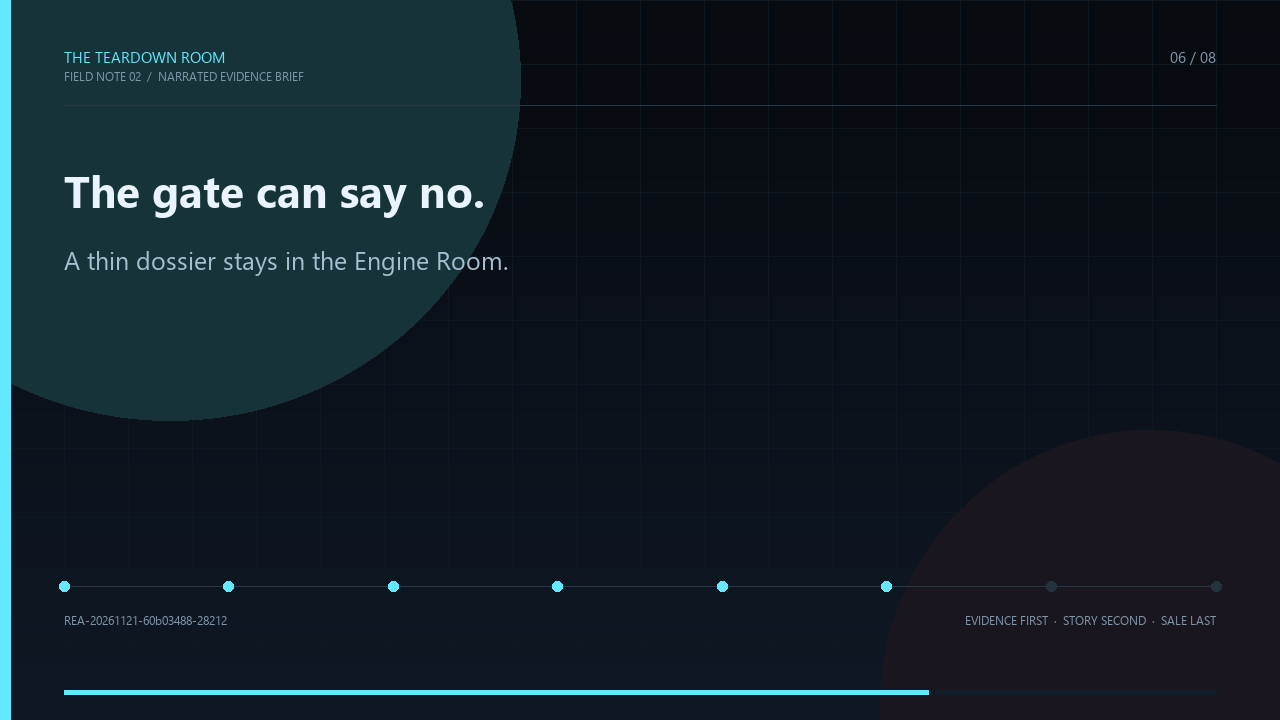 THE TEARDOWN ROOM
06 / 08
FIELD NOTE 02 / NARRATED EVIDENCE BRIEF
The gate can say no.
A thin dossier stays in the Engine Room.
REA-20261121-60b03488-28212
EVIDENCE FIRST · STORY SECOND · SALE LAST